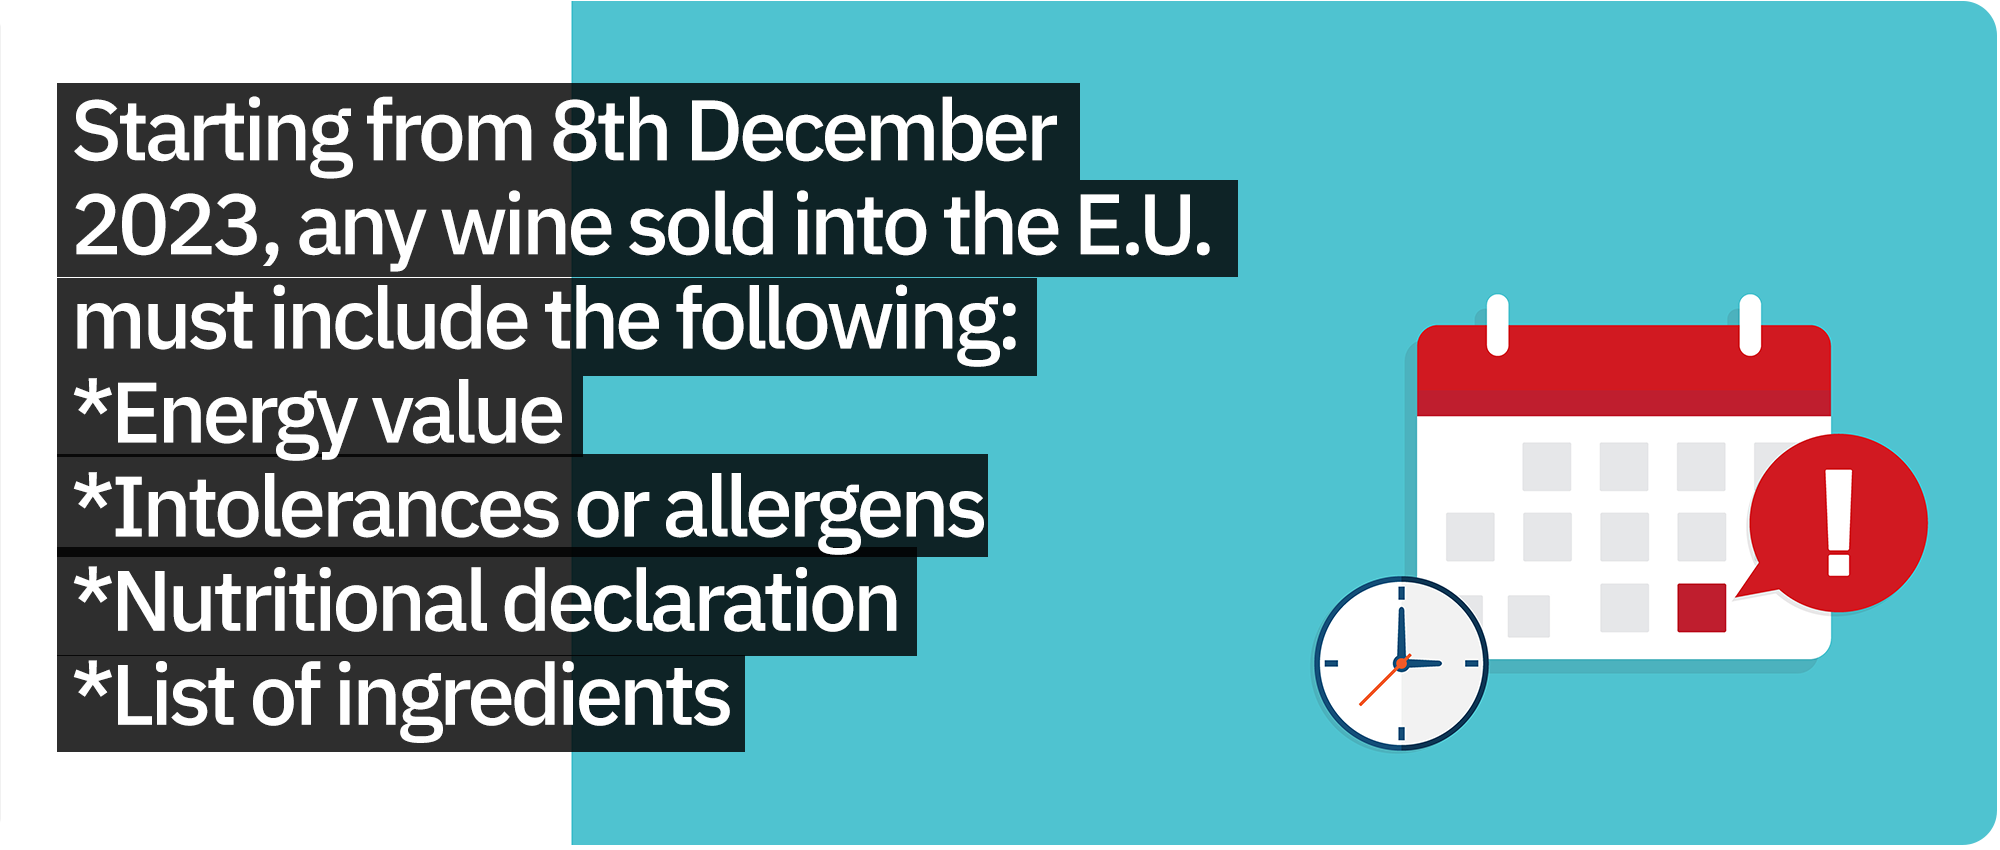 Starting from 8th December
2023, any wine sold into the E.U.
must include the following:
*Energy value
*Intolerances or allergens
*Nutritional declaration
*List of ingredients
!